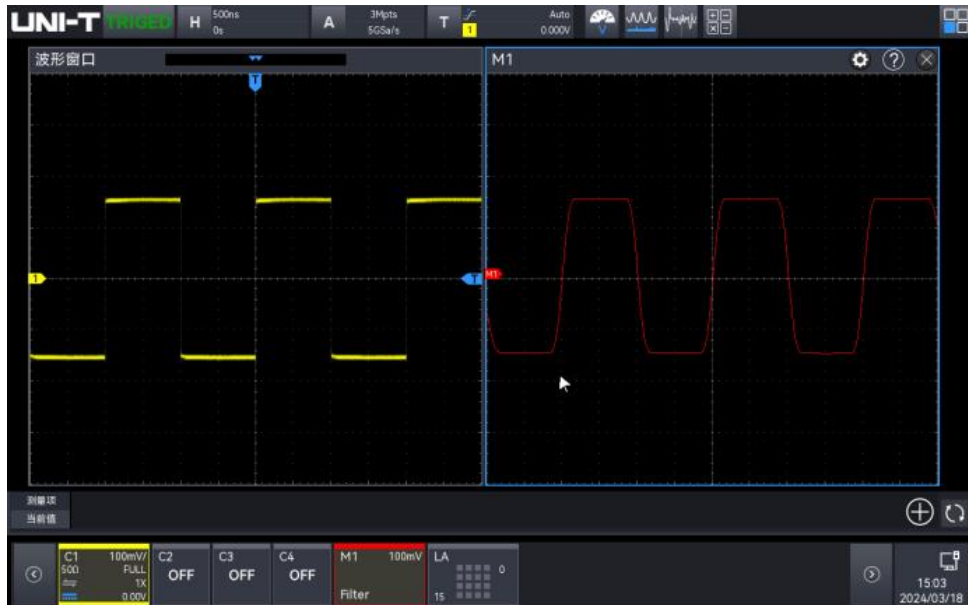 UNI-T TRIGED H 500ns A 3Mpts T Auto
0s 5GSa/s 1 0.000V
波形窗口 M1
T
1 T M1
测量项
当前值
C1 100mV/ C2 C3 C4 M1 100mV LA
50Ω FULL OFF OFF OFF 0
1X
0.00V Filter 15
15:03
2024/03/18